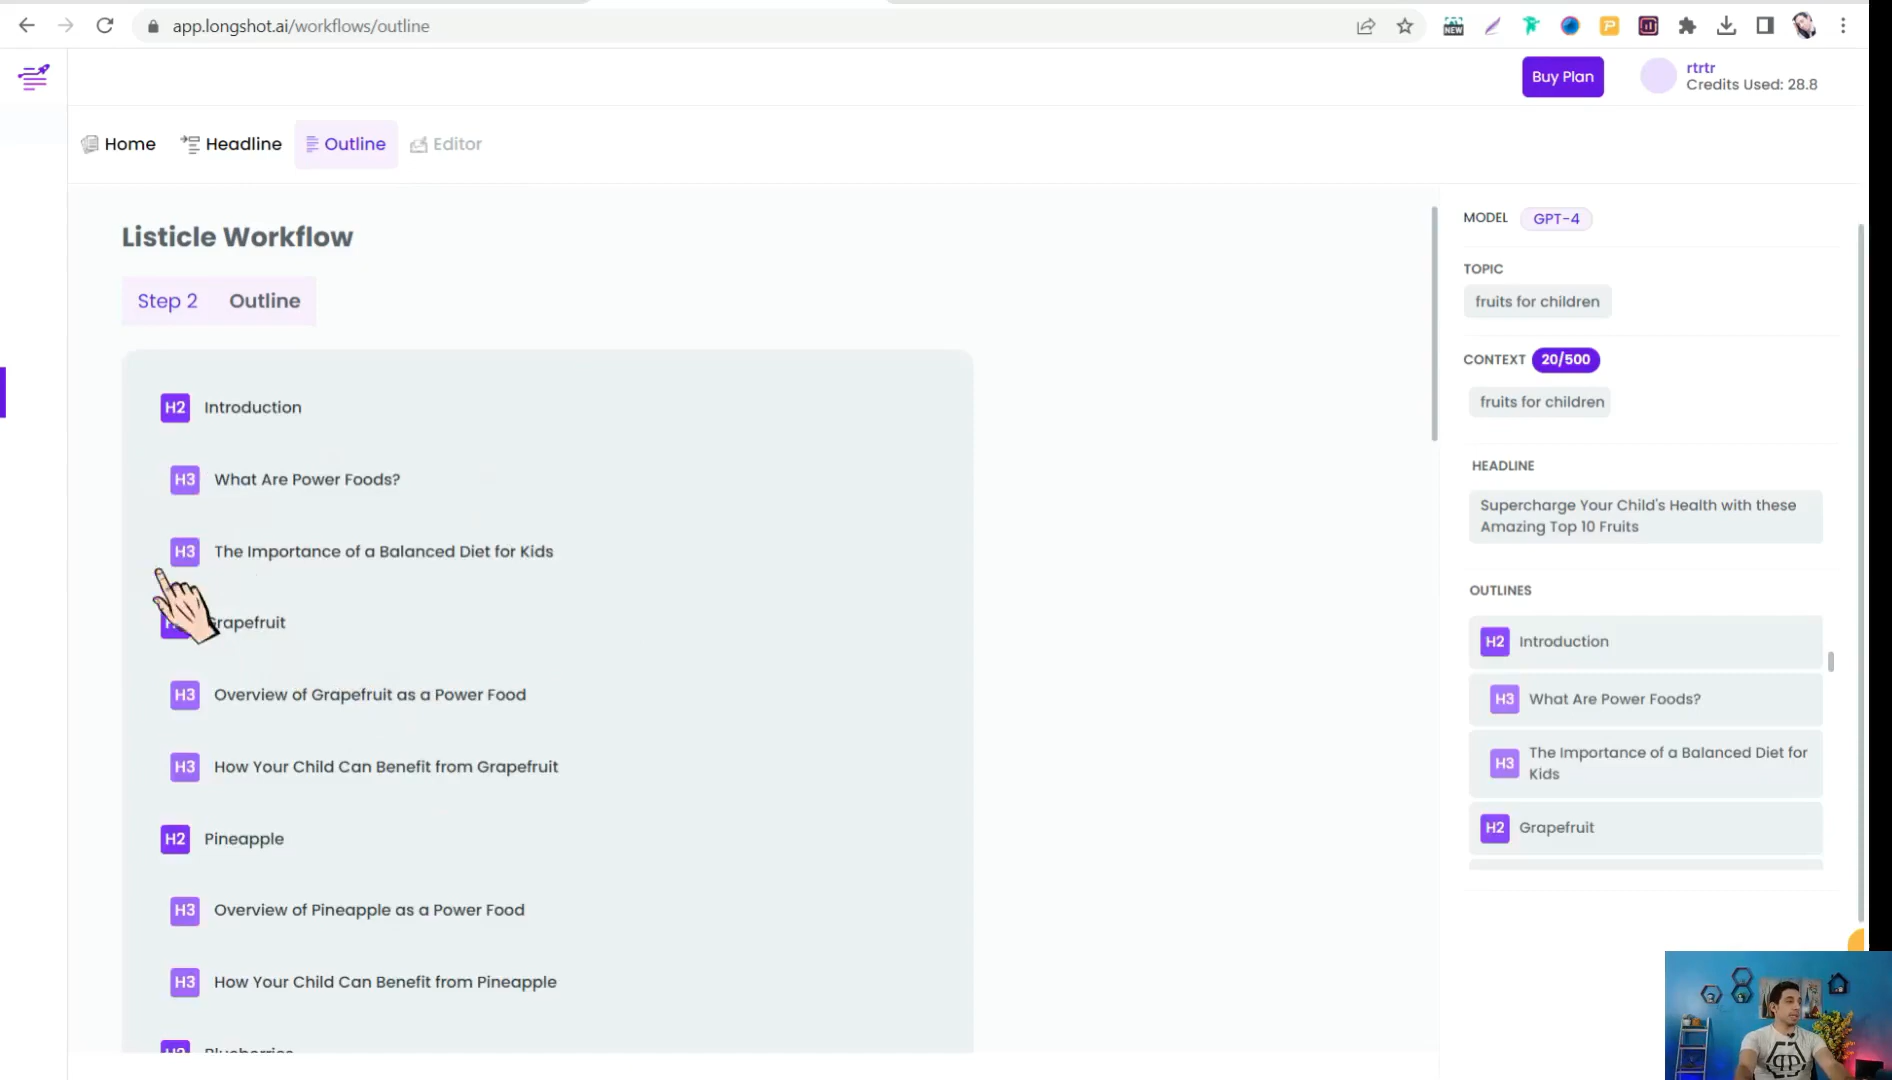 app.longshot.ai/workflows/outline
NEW
Buy Plan
rtrtr
Credits Used: 28.8
Home
Headline
Outline
Editor
Listicle Workflow
Step 2
Outline
H2 Introduction
H3 What Are Power Foods?
H3 The Importance of a Balanced Diet for Kids
rapefruit
H3 Overview of Grapefruit as a Power Food
H3 How Your Child Can Benefit from Grapefruit
H2 Pineapple
H3 Overview of Pineapple as a Power Food
H3 How Your Child Can Benefit from Pineapple
MODEL GPT-4
TOPIC
fruits for children
CONTEXT 20/500
fruits for children
HEADLINE
Supercharge Your Child's Health with these
Amazing Top 10 Fruits
OUTLINES
H2 Introduction
H3 What Are Power Foods?
H3 The Importance of a Balanced Diet for
Kids
H2 Grapefruit